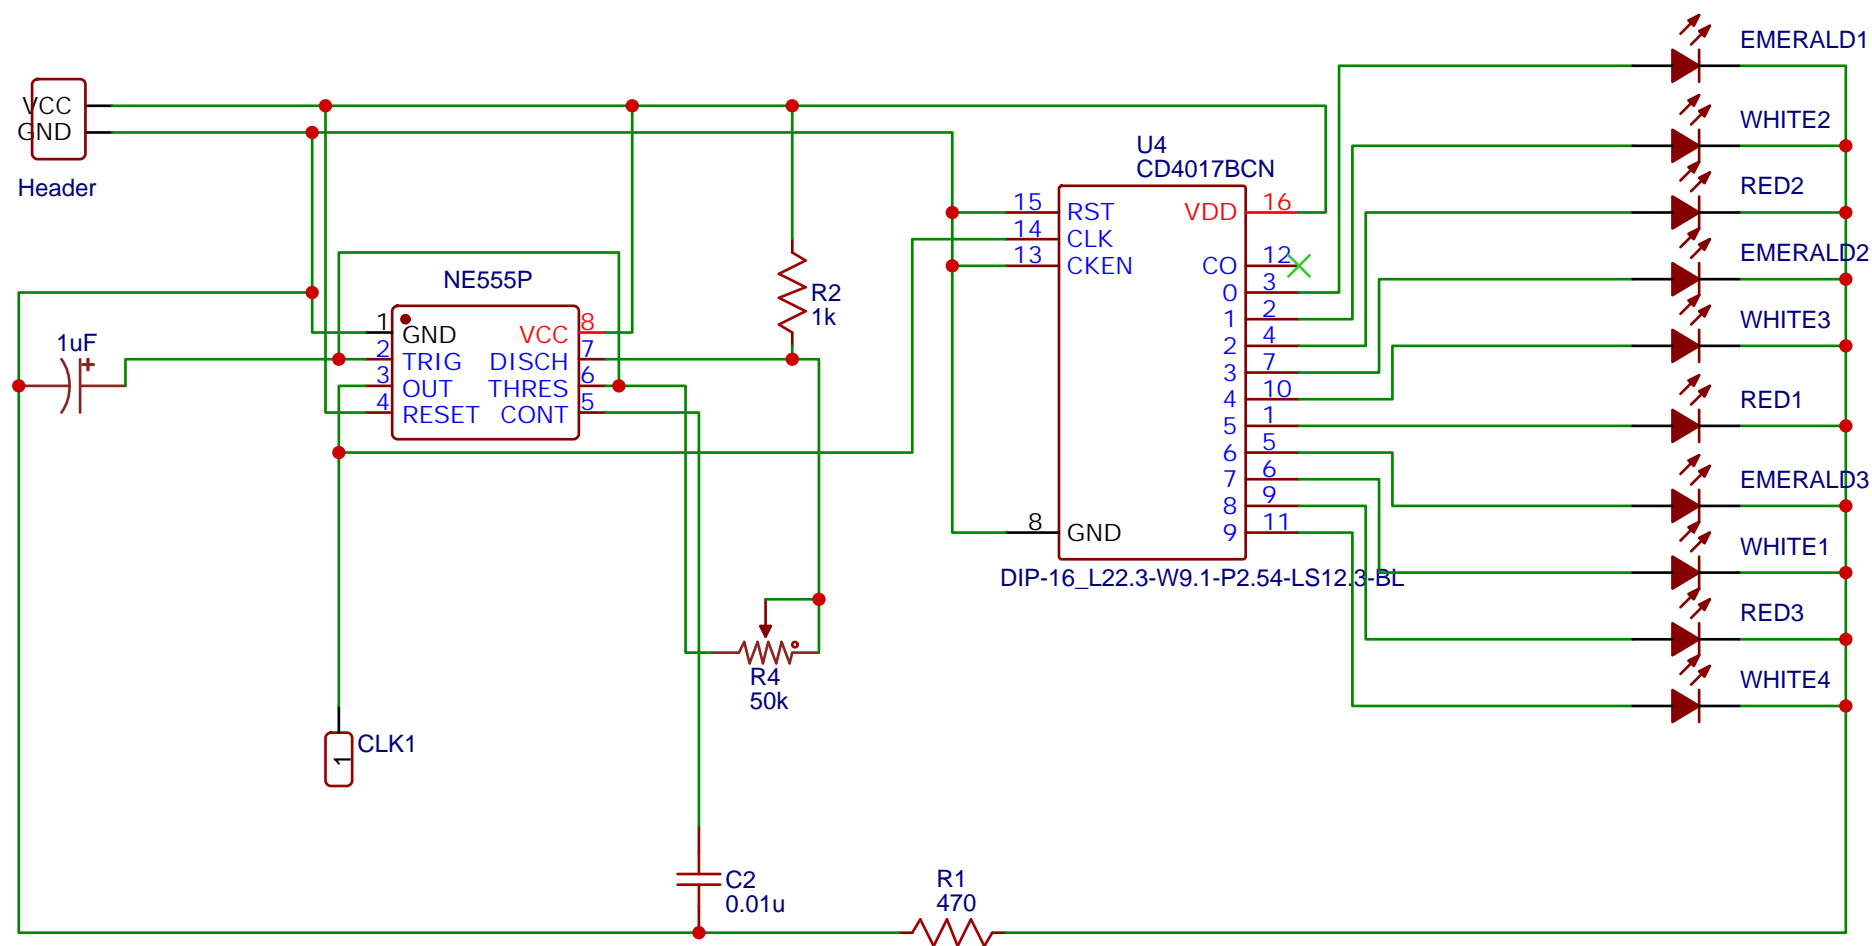 VCC
GND
Header
1uF
+
NE555P
1 GND
2 TRIG
3 OUT
4 RESET
VCC 8
DISCH 7
THRES 6
CONT 5
R2
1k
R4
50k
CLK1
1
C2
0.01u
R1
470
U4
CD4017BCN
15 RST
14 CLK
13 CKEN
8 GND
VDD 16
CO 12
0 3
1 2
2 4
3 7
4 10
5 1
6 5
7 6
8 9
9 11
DIP-16_L22.3-W9.1-P2.54-LS12.3-BL
EMERALD1
WHITE2
RED2
EMERALD2
WHITE3
RED1
EMERALD3
WHITE1
RED3
WHITE4